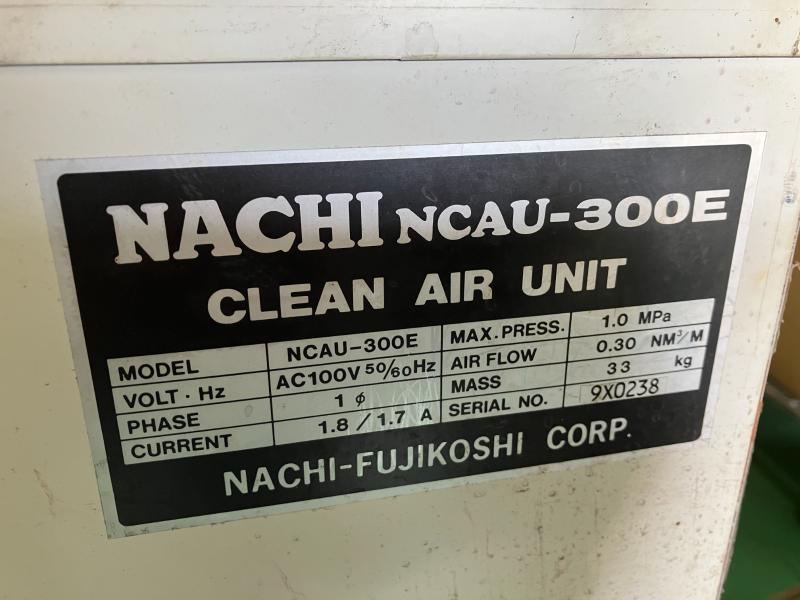 NACHI NCAU-300E
CLEAN AIR UNIT
MODEL NCAU-300E MAX. PRESS. 1.0 MPa
VOLT · Hz AC100V 50/60Hz AIR FLOW 0.30 NM³/M
PHASE 1 φ MASS 33 kg
CURRENT 1.8 / 1.7 A SERIAL NO. 9X0238
NACHI-FUJIKOSHI CORP.